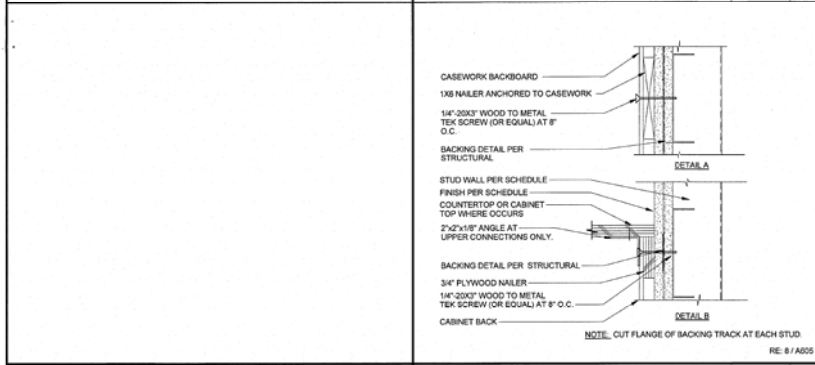 CASEWORK BACKBOARD
1X6 NAILER ANCHORED TO CASEWORK
1/4"-20X3" WOOD TO METAL
TEK SCREW (OR EQUAL) AT 8"
O.C.
BACKING DETAIL PER
STRUCTURAL
DETAIL A
STUD WALL PER SCHEDULE
FINISH PER SCHEDULE
COUNTERTOP OR CABINET
TOP WHERE OCCURS
2"x2"x1/8" ANGLE AT
UPPER CONNECTIONS ONLY.
BACKING DETAIL PER STRUCTURAL
3/4" PLYWOOD NAILER
1/4"-20X3" WOOD TO METAL
TEK SCREW (OR EQUAL) AT 8" O.C.
CABINET BACK
DETAIL B
NOTE: CUT FLANGE OF BACKING TRACK AT EACH STUD.
RE: 8 / A605